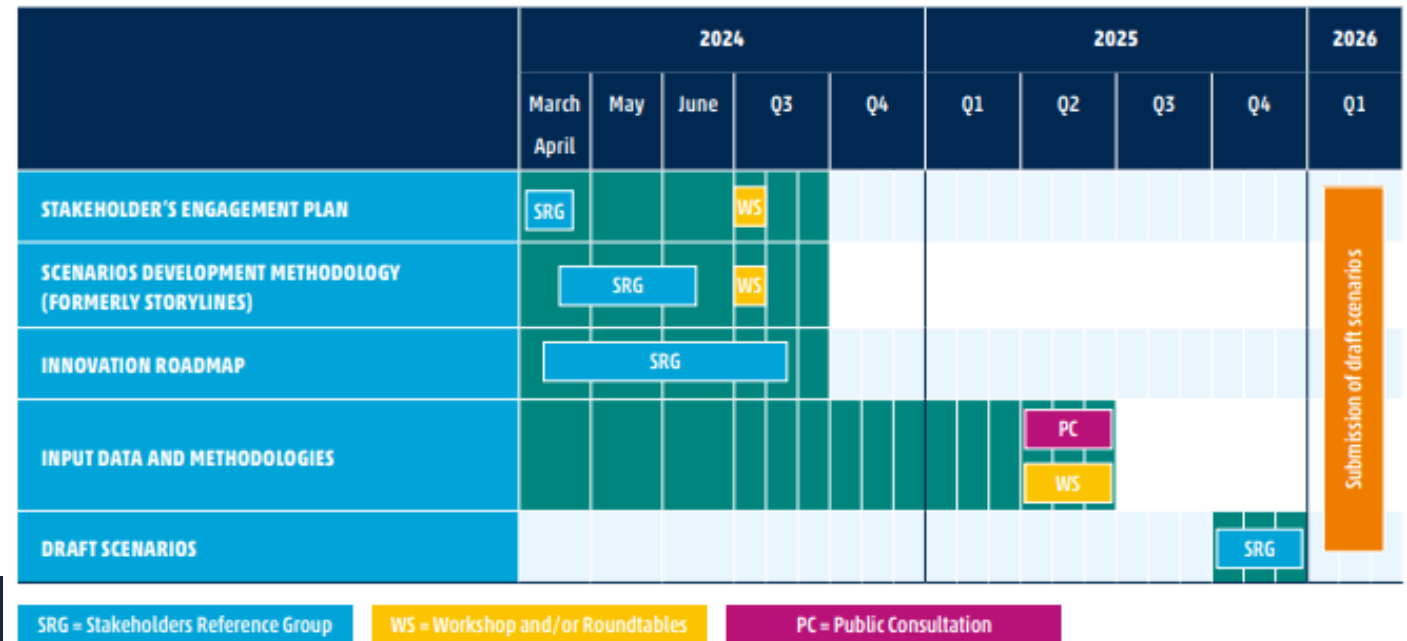 2024
2025
2026
March
April
May
June
Q3
Q4
Q1
Q2
Q3
Q4
Q1
STAKEHOLDER'S ENGAGEMENT PLAN
SRG
WS
SCENARIOS DEVELOPMENT METHODOLOGY
(FORMERLY STORYLINES)
SRG
WS
INNOVATION ROADMAP
SRG
INPUT DATA AND METHODOLOGIES
PC
WS
DRAFT SCENARIOS
SRG
Submission of draft scenarios
SRG = Stakeholders Reference Group
WS = Workshop and/or Roundtables
PC = Public Consultation